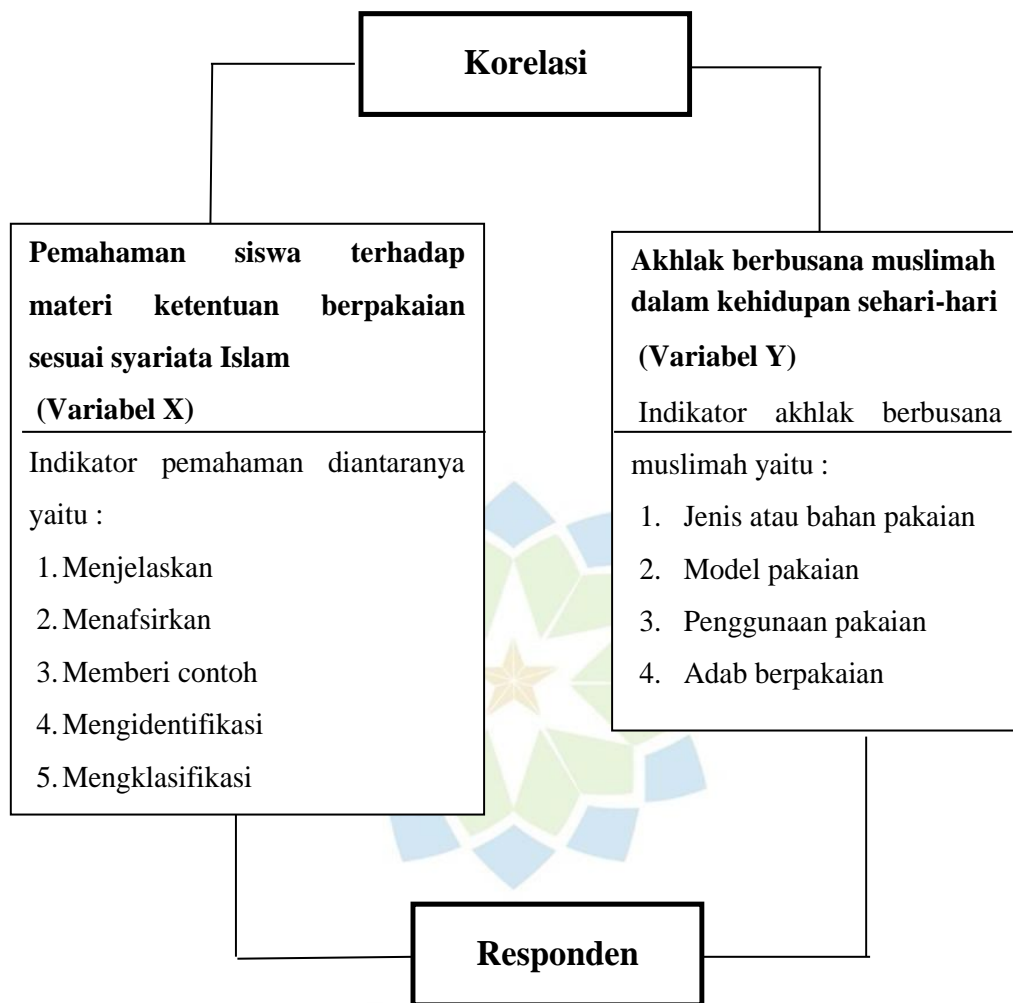 Korelasi
Pemahaman siswa terhadap
materi ketentuan berpakaian
sesuai syariata Islam
(Variabel X)
Indikator pemahaman diantaranya
yaitu :
1. Menjelaskan
2. Menafsirkan
3. Memberi contoh
4. Mengidentifikasi
5. Mengklasifikasi
Akhlak berbusana muslimah
dalam kehidupan sehari-hari
(Variabel Y)
Indikator akhlak berbusana
muslimah yaitu :
1. Jenis atau bahan pakaian
2. Model pakaian
3. Penggunaan pakaian
4. Adab berpakaian
Responden